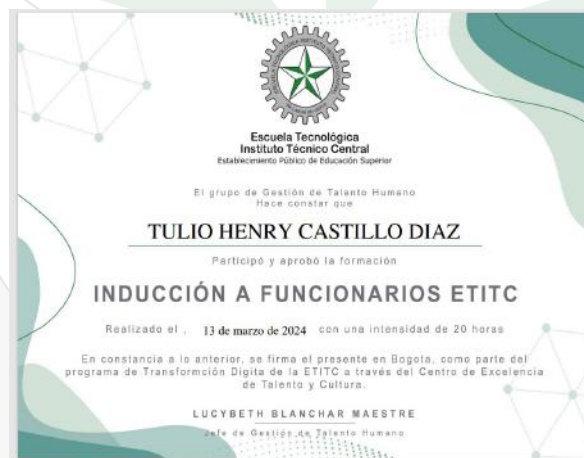 Escuela Tecnológica
Instituto Técnico Central
Establecimiento Público de Educación Superior
El grupo de Gestión de Talento Humano
Hace constar que
TULIO HENRY CASTILLO DIAZ
Participó y aprobó la formación
INDUCCIÓN A FUNCIONARIOS ETITC
Realizado el . 13 de marzo de 2024 con una intensidad de 20 horas
En constancia a lo anterior, se firma el presente en Bogota, como parte del
programa de Transformción Digita de la ETITC a través del Centro de Excelencia
de Talento y Cultura.
LUCYBETH BLANCHAR MAESTRE
Jefe de Gestión de Talento Humano